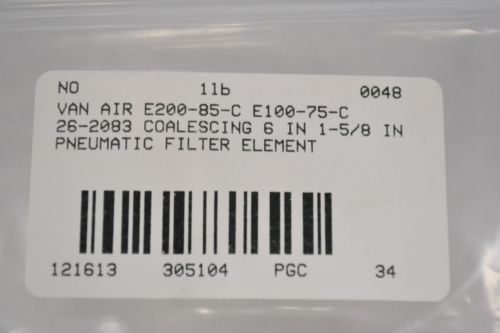 NO 11b 0048
VAN AIR E200-85-C E100-75-C
26-2083 COALESCING 6 IN 1-5/8 IN
PNEUMATIC FILTER ELEMENT
121613 305104 PGC 34